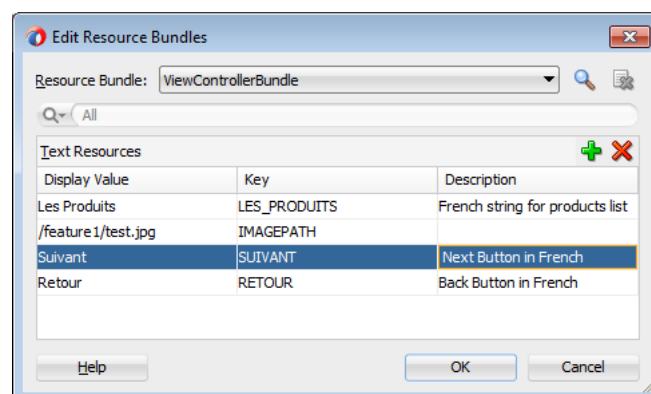 Edit Resource Bundles
Resource Bundle: ViewControllerBundle
All
Text Resources
Display Value Key Description
Les Produits LES_PRODUITS French string for products list
/feature1/test.jpg IMAGEPATH
Suivant SUIVANT Next Button in French
Retour RETOUR Back Button in French
Help OK Cancel